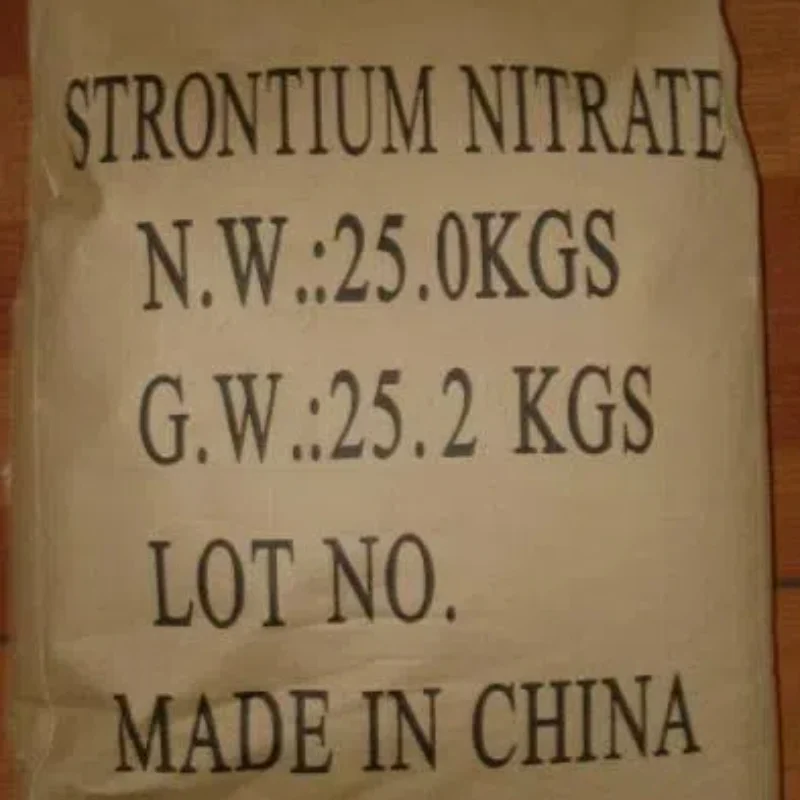 STRONTIUM NITRATE
N.W.:25.0KGS
G.W.:25.2 KGS
LOT NO.
MADE IN CHINA